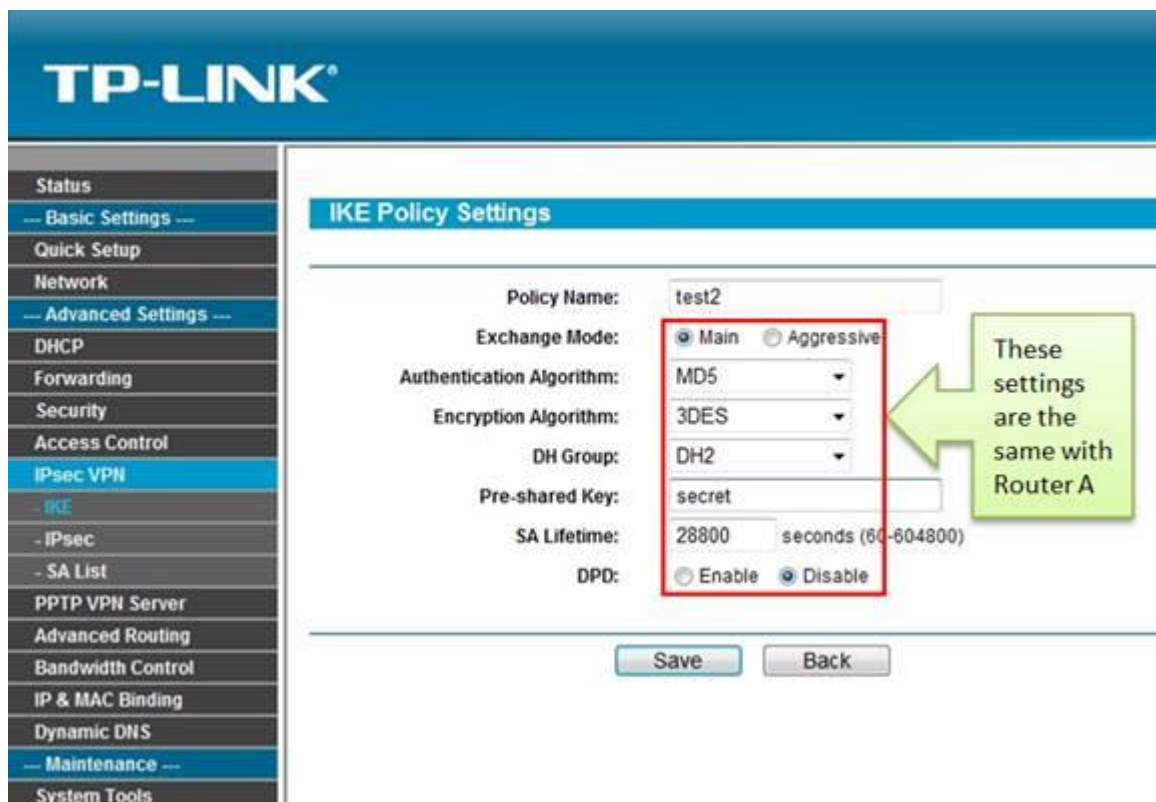 TP-LINK®
Status
--- Basic Settings ---
Quick Setup
Network
--- Advanced Settings ---
DHCP
Forwarding
Security
Access Control
IPsec VPN
- IKE
- IPsec
- SA List
PPTP VPN Server
Advanced Routing
Bandwidth Control
IP & MAC Binding
Dynamic DNS
--- Maintenance ---
System Tools
IKE Policy Settings
Policy Name: test2
Exchange Mode: Main Aggressive
Authentication Algorithm: MD5
Encryption Algorithm: 3DES
DH Group: DH2
Pre-shared Key: secret
SA Lifetime: 28800 seconds (60-604800)
DPD: Enable Disable
Save Back
These
settings
are the
same with
Router A